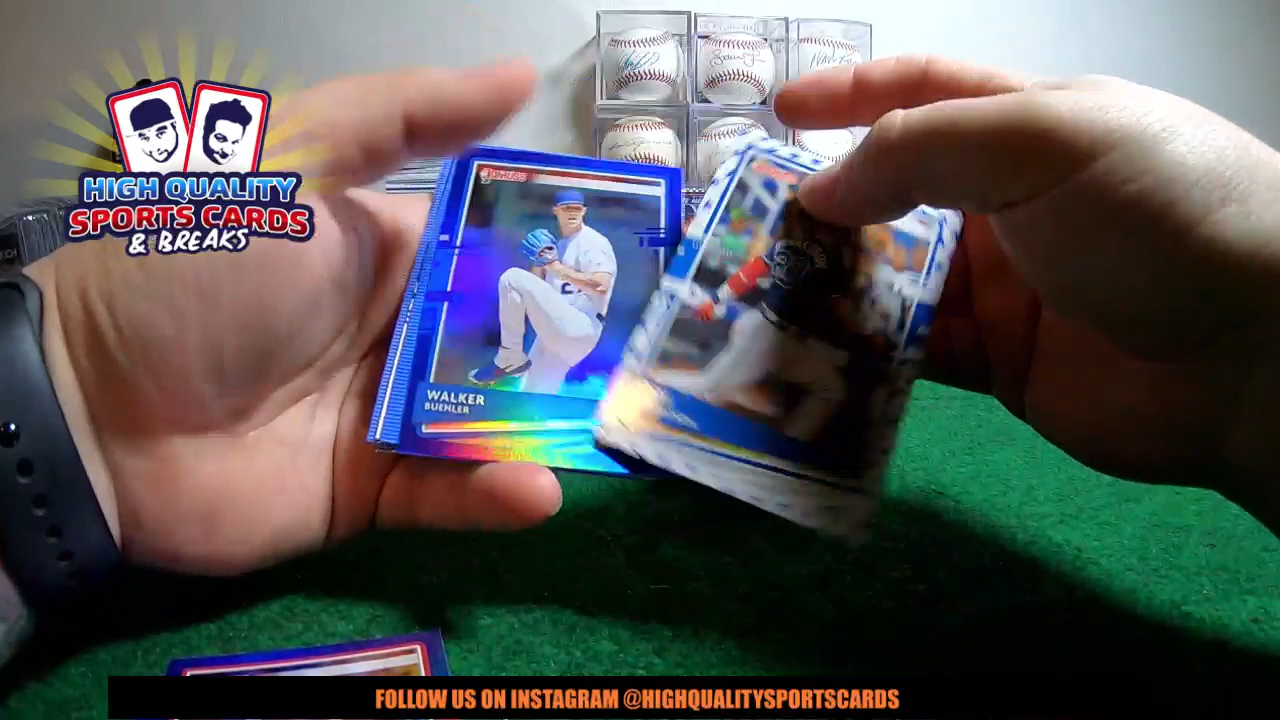 HIGH QUALITY
SPORTS CARDS
& BREAKS
Donruss
WALKER
BUEHLER
FOLLOW US ON INSTAGRAM @HIGHQUALITYSPORTSCARDS